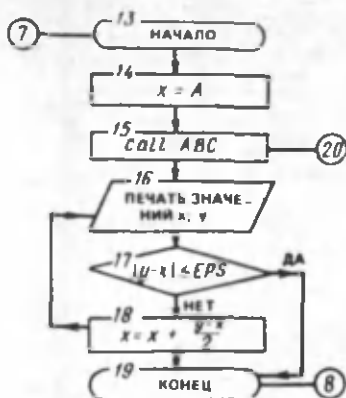 13
7
НАЧАЛО
14
x = A
15
call ABC
20
16
ПЕЧАТЬ ЗНАЧЕ-
НИЙ x, y
17
|y-x| ≤ EPS
ДА
НЕТ
18
x = x + (y-x)/2
19
КОНЕЦ
8